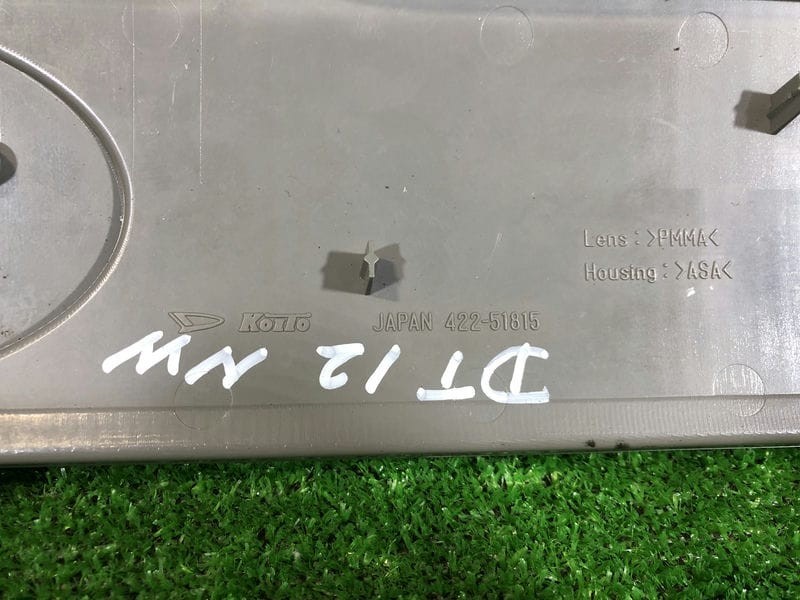 Lens : >PMMA<
Housing : >ASA<
KOITO JAPAN 422-51815
DT12 NW